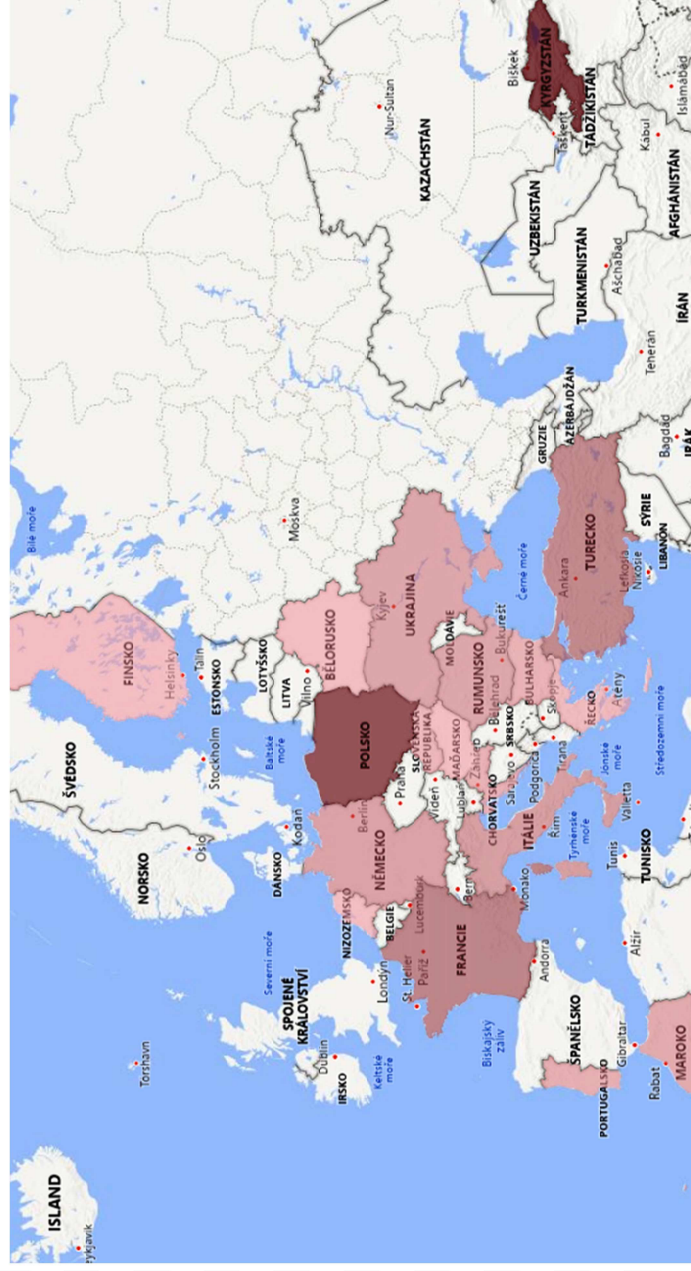 ISLAND
eykjavik
Torshavn
NORSKO
Oslo
ŠVÉDSKO
Stockholm
FINSKO
Helsinky
Talin
ESTONSKO
LOTYŠSKO
LITVA
Vilno
Bílé moře
Moskva
Baltské
moře
Kodaň
DÁNSKO
Severní moře
SPOJENÉ
KRÁLOVSTVÍ
Dublin
IRSKO
Keltské
moře
Londýn
St. Helier
NIZOZEMSKO
BELGIE
Lucemburk
Paříž
FRANCIE
NĚMECKO
Berlín
POLSKO
BĚLORUSKO
UKRAJINA
Kyjev
MOLDÁVIE
Praha
SLOVENSKÁ
REPUBLIKA
Vídeň
MAĎARSKO
Lublaň
Záhřeb
CHORVATSKO
Bern
Monako
Andorra
Biskajský
záliv
ŠPANĚLSKO
PORTUGALSKO
Gibraltar
Rabat
MAROKO
Alžír
Tunis
TUNISKO
Valletta
ITÁLIE
Řím
Tyrhénské
moře
Sarajevo
SRBSKO
Bělehrad
Podgorica
Tirana
Skopje
RUMUNSKO
Bukurešť
BULHARSKO
ŘECKO
Atény
Jónské
moře
Středozemní moře
Černé moře
TURECKO
Ankara
Lefkosia
Nikósie
LIBANON
SÝRIE
Bagdád
IRÁK
GRUZIE
ÁZERBÁJDŽÁN
Teherán
ÍRÁN
KAZACHSTÁN
Nur-Sultan
UZBEKISTÁN
TURKMENISTÁN
Ašchabad
Biškek
KYRGYZSTÁN
Taškent
TÁDŽIKISTÁN
Kábul
AFGHÁNISTÁN
Islámábád